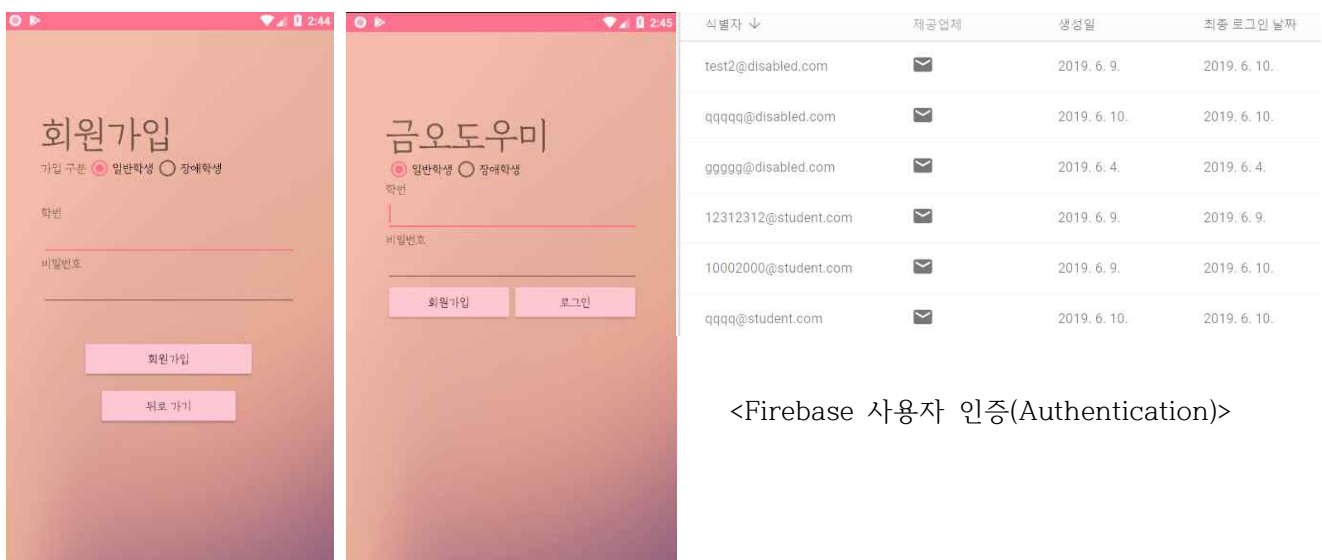 2:44
회원가입
가입 구분 일반학생 장애학생
학번
비밀번호
회원가입
뒤로 가기
2:45
금오도우미
일반학생 장애학생
학번
비밀번호
회원가입 로그인
식별자 ↓ 제공업체 생성일 최종 로그인 날짜
test2@disabled.com 2019. 6. 9. 2019. 6. 10.
qqqqq@disabled.com 2019. 6. 10. 2019. 6. 10.
ggggg@disabled.com 2019. 6. 4. 2019. 6. 4.
12312312@student.com 2019. 6. 9. 2019. 6. 9.
10002000@student.com 2019. 6. 9. 2019. 6. 10.
qqqq@student.com 2019. 6. 10. 2019. 6. 10.
<Firebase 사용자 인증(Authentication)>